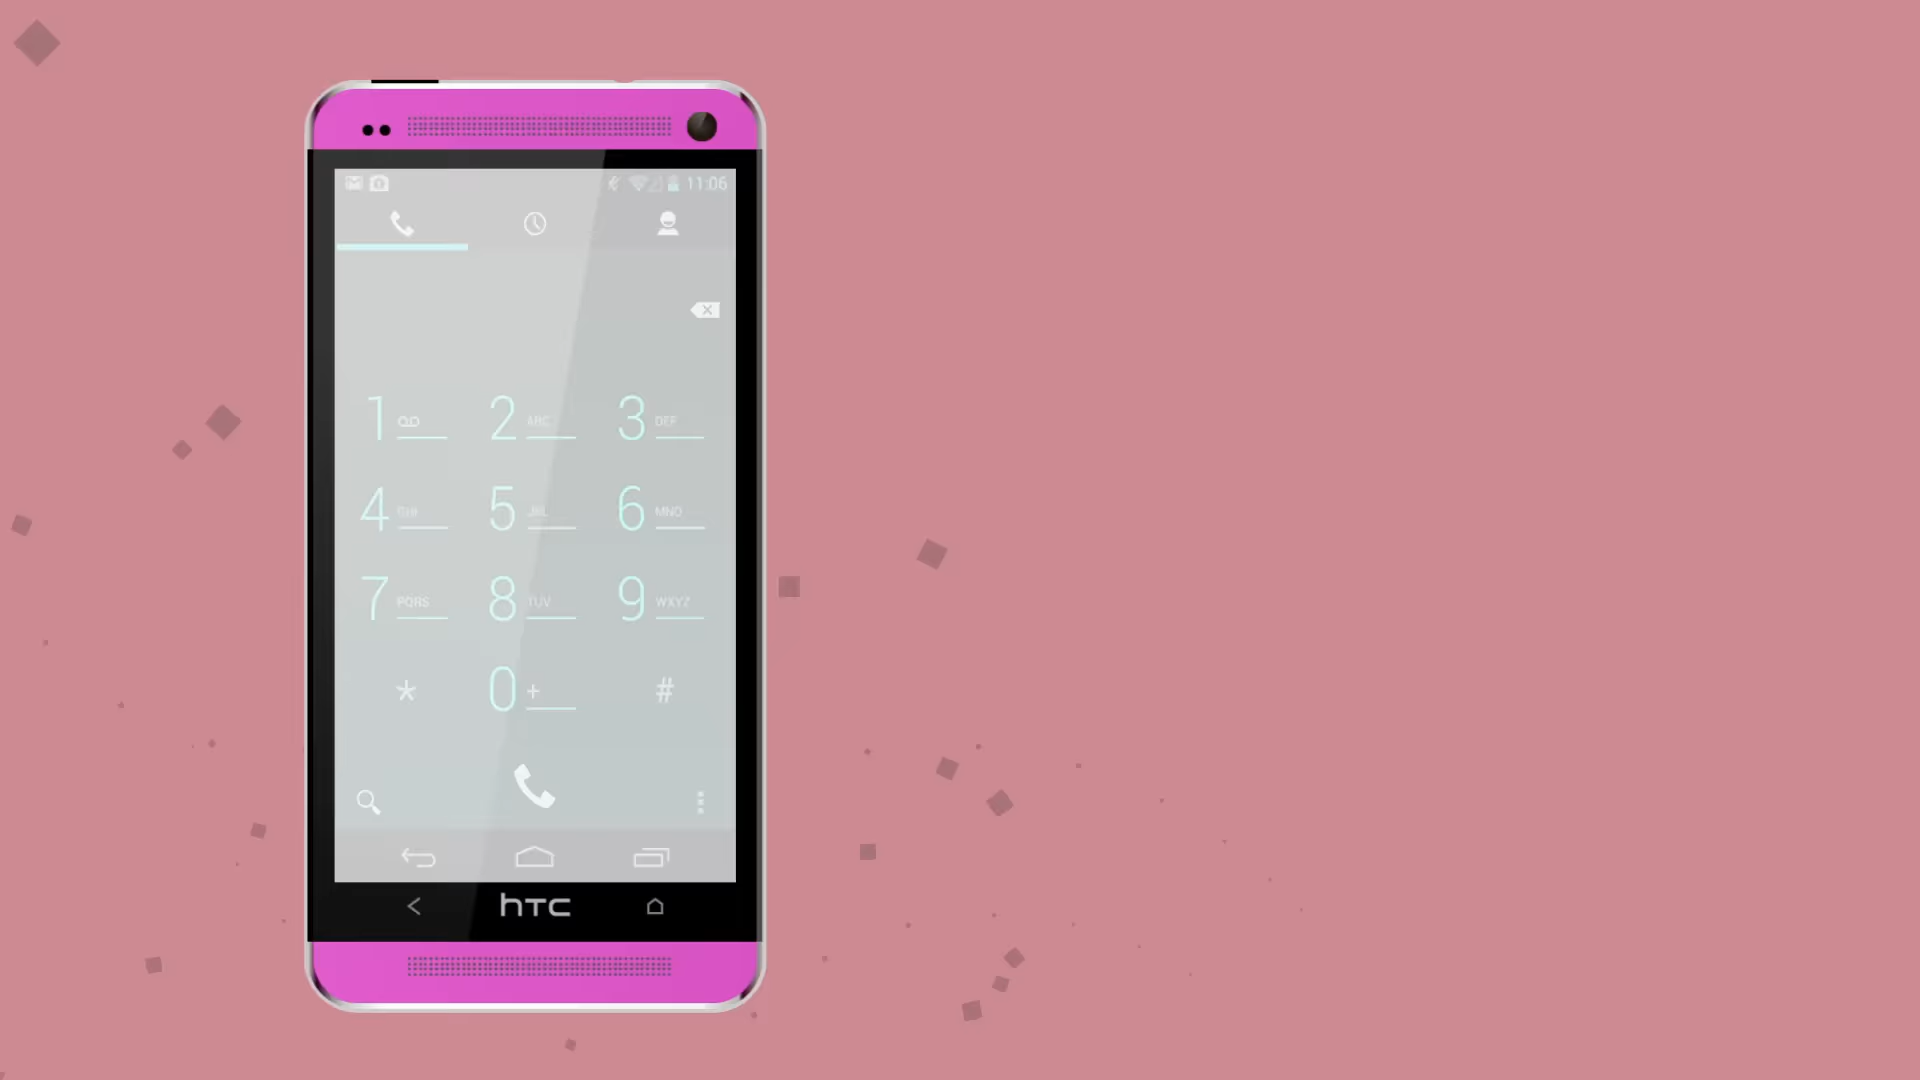 11:06
1
2 ABC
3 DEF
4 GHI
5 JKL
6 MNO
7 PQRS
8 TUV
9 WXYZ
*
0 +
#
hTC